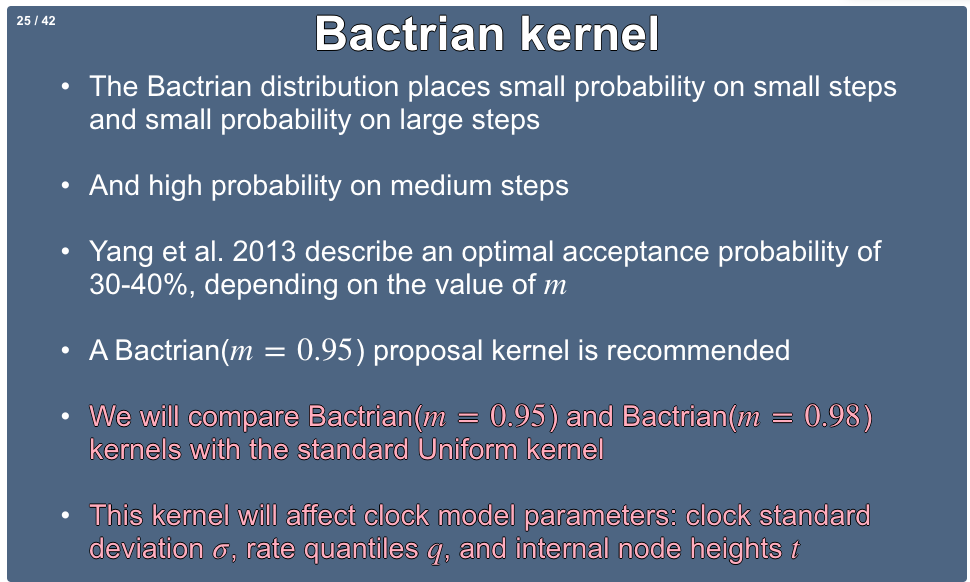 25 / 42
Bactrian kernel
• The Bactrian distribution places small probability on small steps
and small probability on large steps
• And high probability on medium steps
• Yang et al. 2013 describe an optimal acceptance probability of
30-40%, depending on the value of m
• A Bactrian(m = 0.95) proposal kernel is recommended
• We will compare Bactrian(m = 0.95) and Bactrian(m = 0.98)
kernels with the standard Uniform kernel
• This kernel will affect clock model parameters: clock standard
deviation σ, rate quantiles q, and internal node heights t